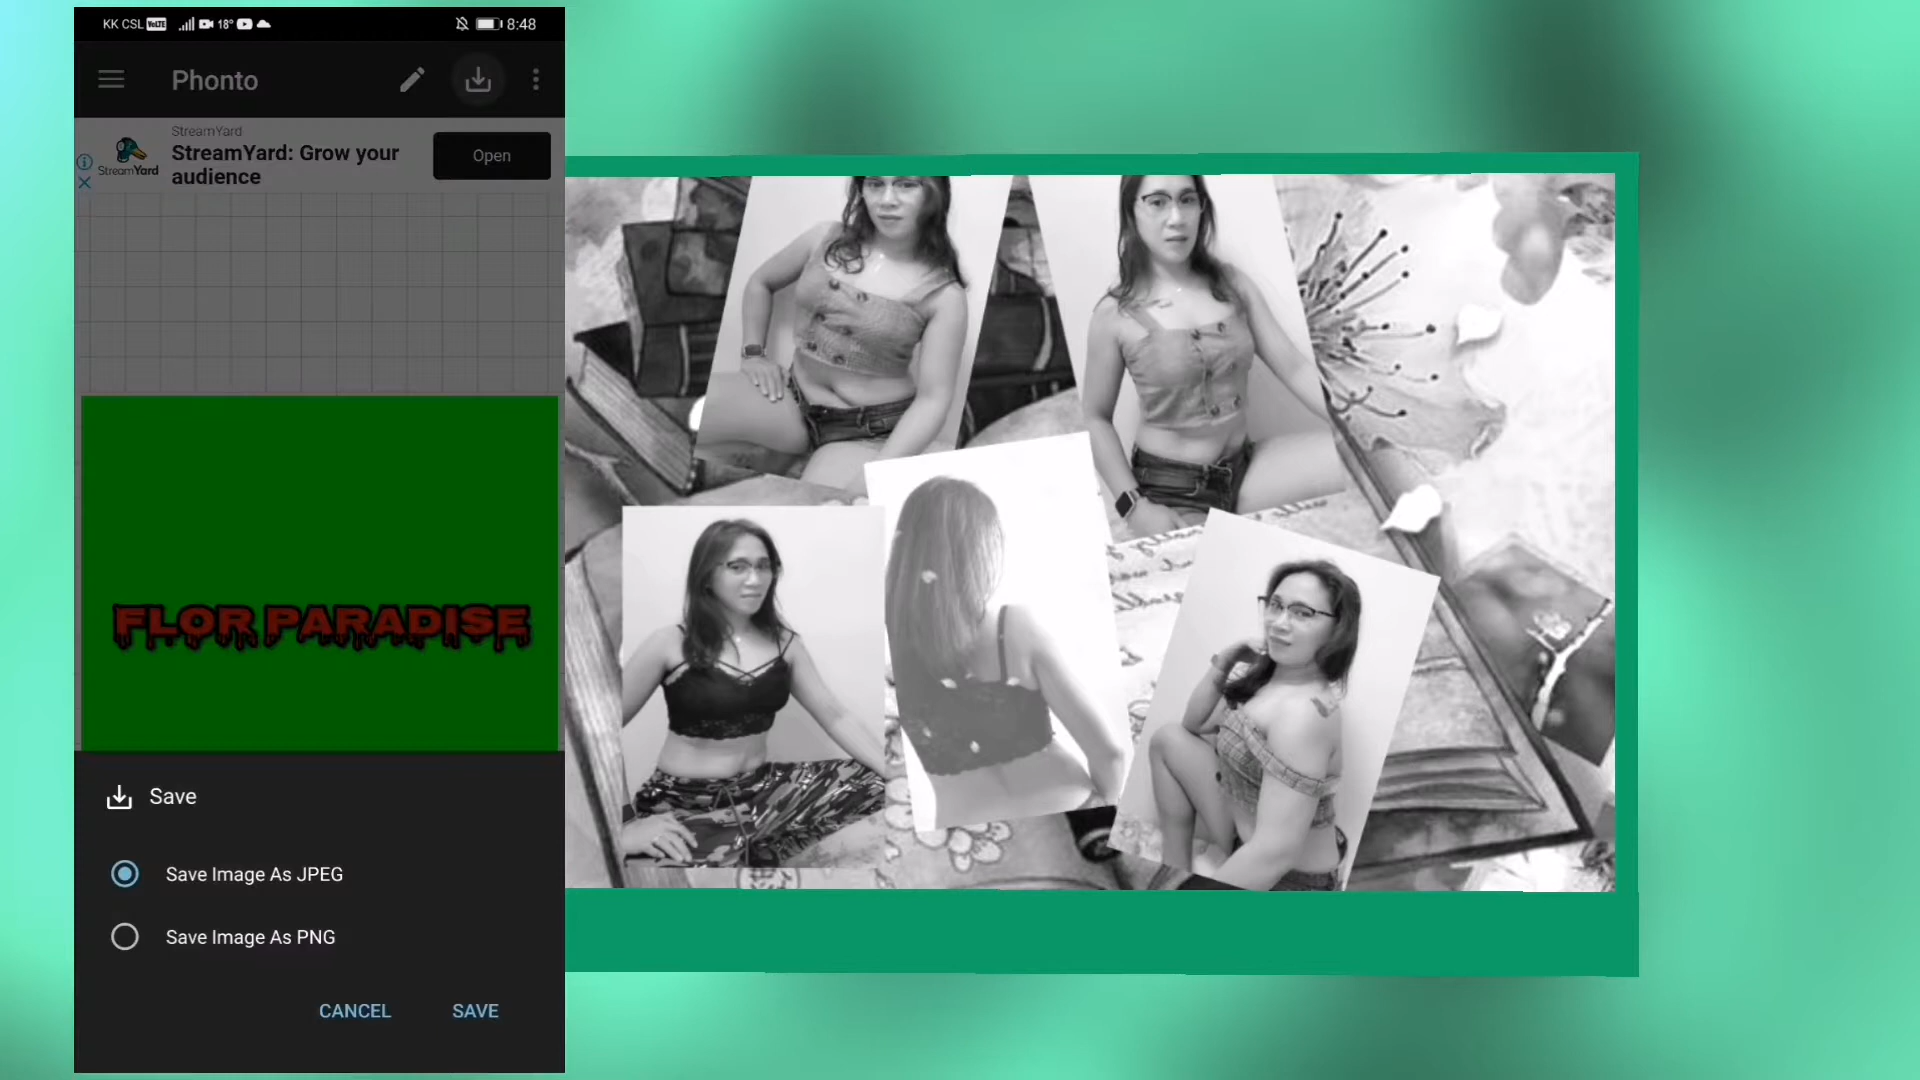 KK CSL VoLTE 18° 8:48
Phonto
StreamYard
StreamYard: Grow your
audience
StreamYard
Open
FLOR PARADISE
Save
Save Image As JPEG
Save Image As PNG
CANCEL
SAVE